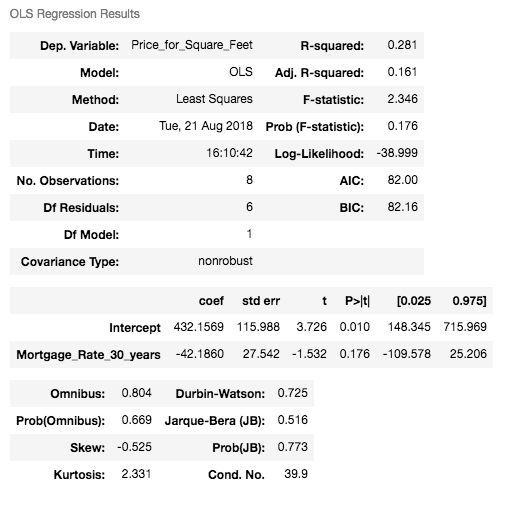 OLS Regression Results
Dep. Variable: Price_for_Square_Feet R-squared: 0.281
Model: OLS Adj. R-squared: 0.161
Method: Least Squares F-statistic: 2.346
Date: Tue, 21 Aug 2018 Prob (F-statistic): 0.176
Time: 16:10:42 Log-Likelihood: -38.999
No. Observations: 8 AIC: 82.00
Df Residuals: 6 BIC: 82.16
Df Model: 1
Covariance Type: nonrobust
coef std err t P>|t| [0.025 0.975]
Intercept 432.1569 115.988 3.726 0.010 148.345 715.969
Mortgage_Rate_30_years -42.1860 27.542 -1.532 0.176 -109.578 25.206
Omnibus: 0.804 Durbin-Watson: 0.725
Prob(Omnibus): 0.669 Jarque-Bera (JB): 0.516
Skew: -0.525 Prob(JB): 0.773
Kurtosis: 2.331 Cond. No. 39.9